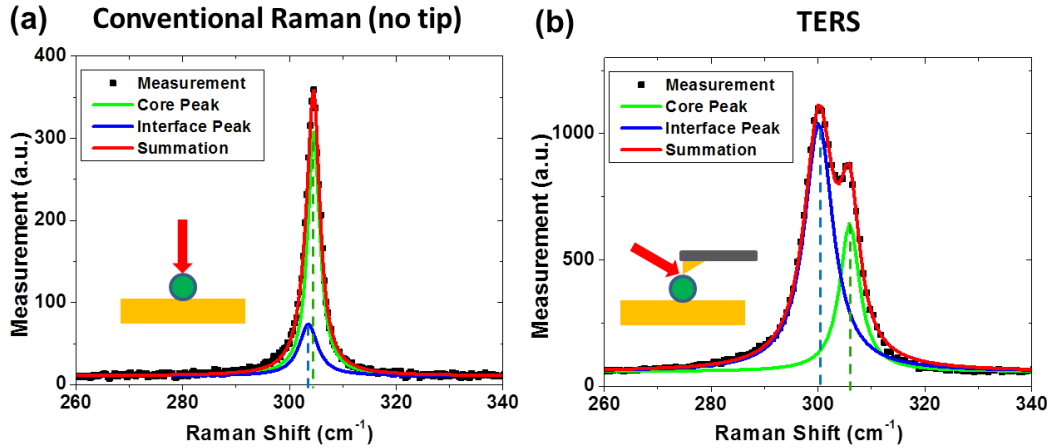 (a) Conventional Raman (no tip)
400
300
200
100
0
Measurement (a.u.)
Measurement
Core Peak
Interface Peak
Summation
260 280 300 320 340
Raman Shift (cm-1)
(b) TERS
1000
500
0
Measurement (a.u.)
Measurement
Core Peak
Interface Peak
Summation
260 280 300 320 340
Raman Shift (cm-1)